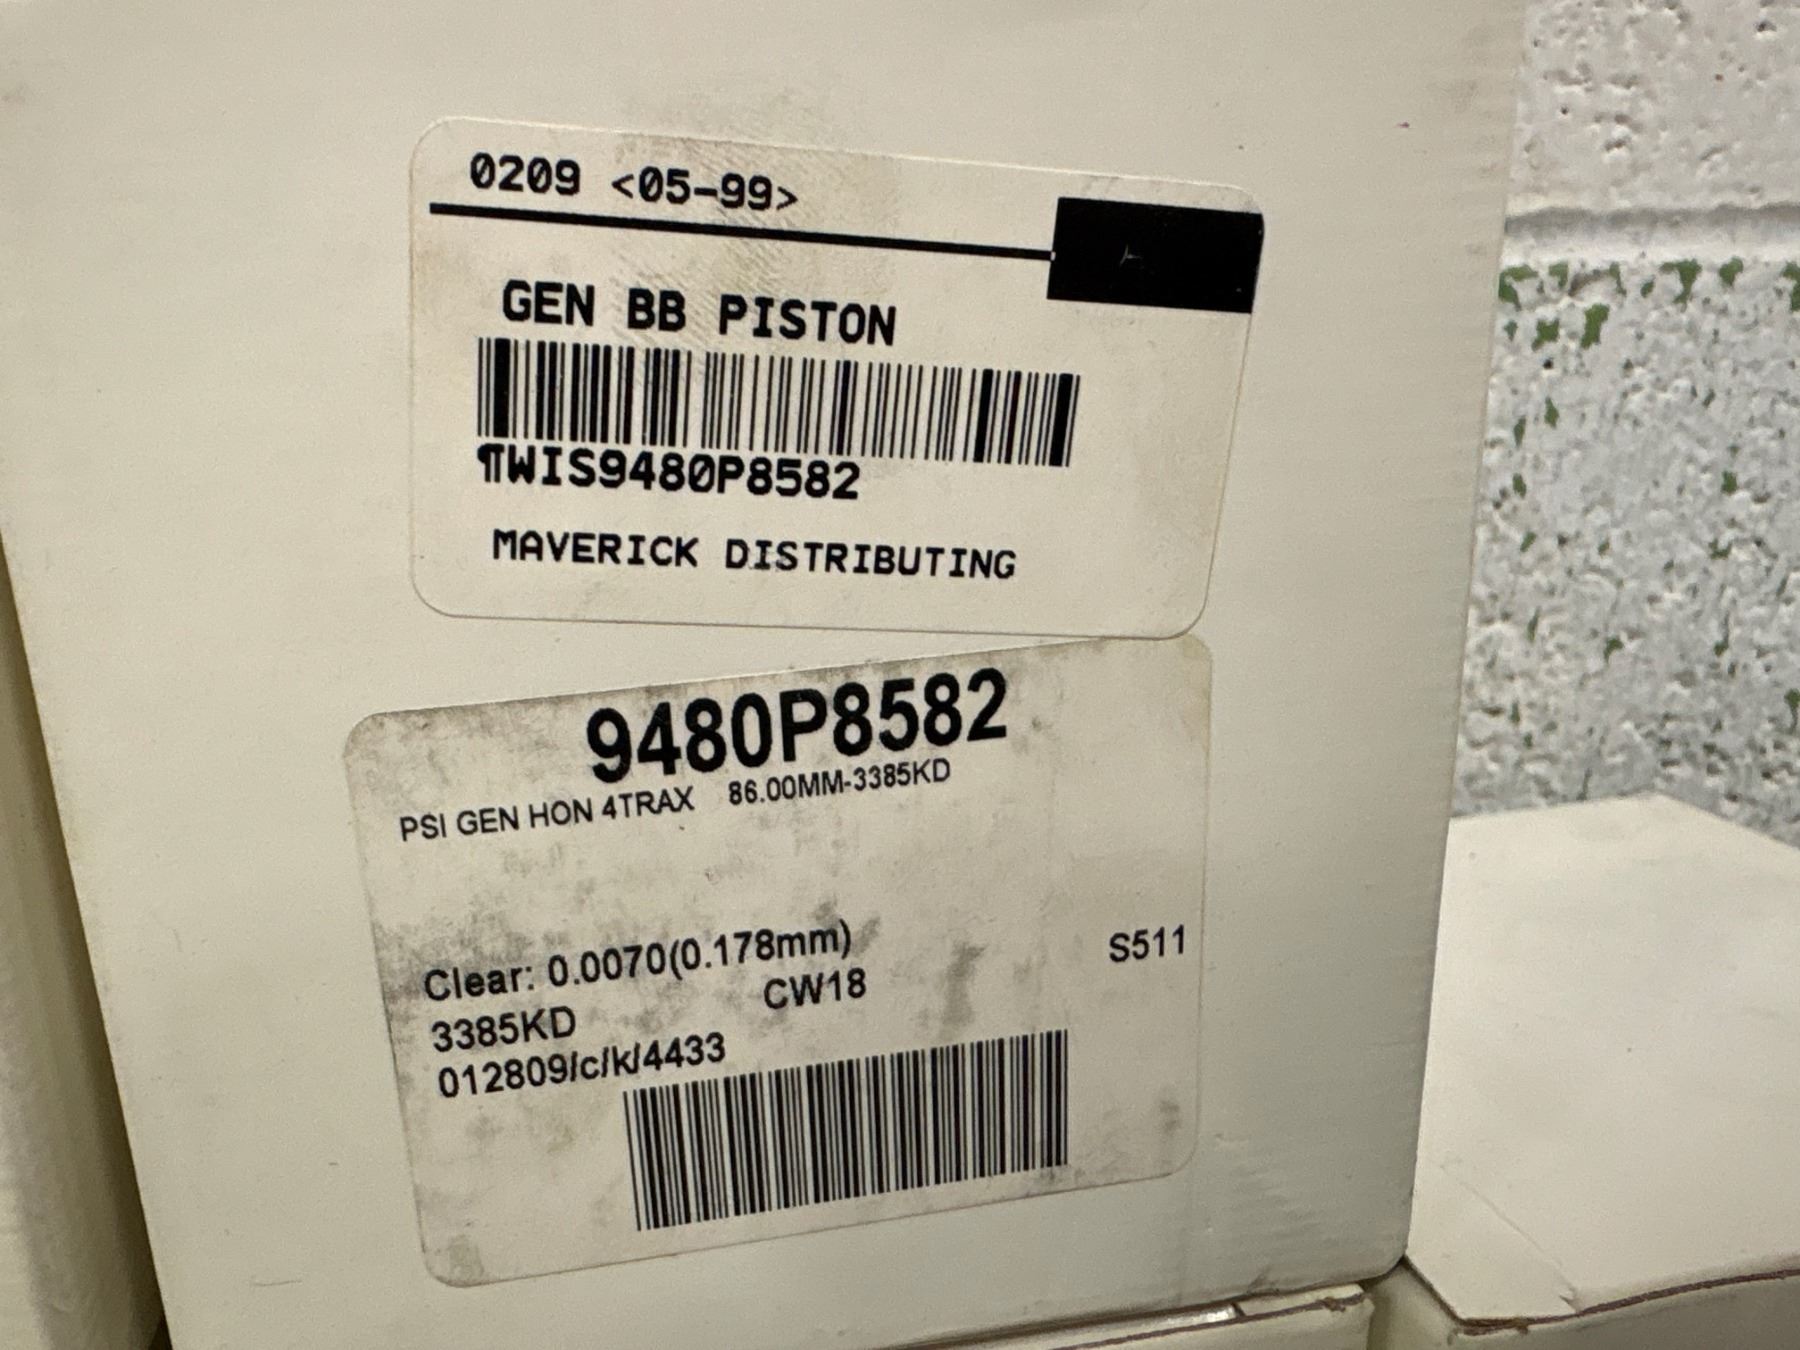 0209 <05-99>
GEN BB PISTON
¶WIS9480P8582
MAVERICK DISTRIBUTING
9480P8582
PSI GEN HON 4TRAX 86.00MM-3385KD
Clear: 0.0070(0.178mm) S511
3385KD CW18
012809/c/k/4433